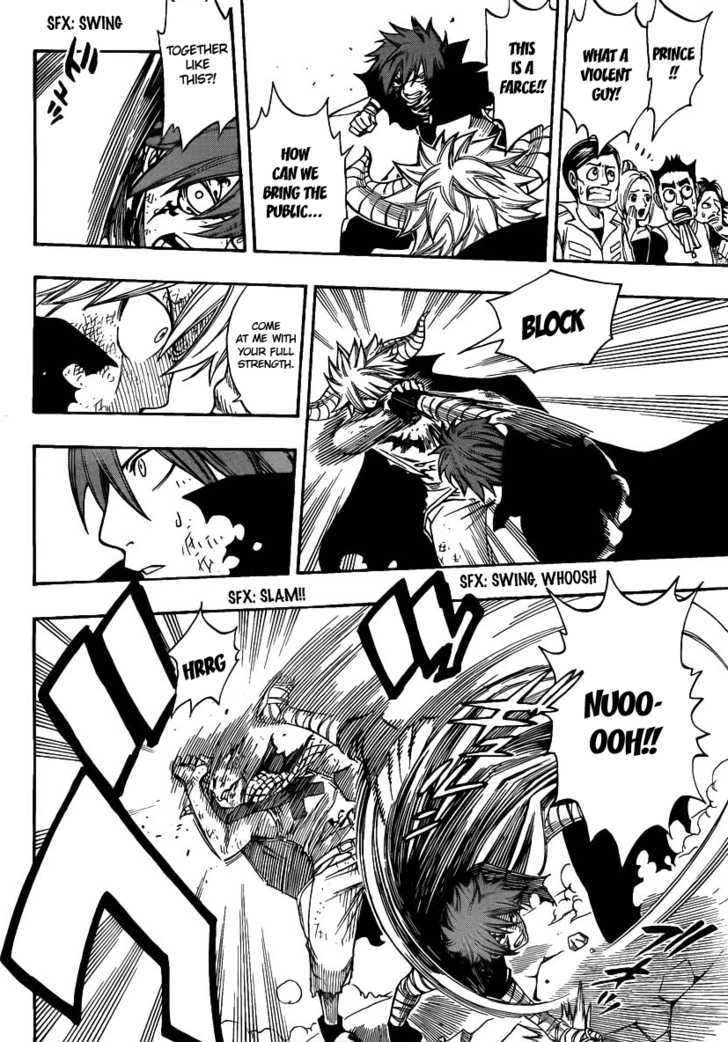 PRINCE
!!
WHAT A
VIOLENT
GUY!
THIS
IS A
FARCE!!
HOW
CAN WE
BRING THE
PUBLIC...
SFX: SWING
TOGETHER
LIKE
THIS?!
BLOCK
COME
AT ME WITH
YOUR FULL
STRENGTH.
SFX: SWING, WHOOSH
NUOO-
OOH!!
SFX: SLAM!!
HRRG